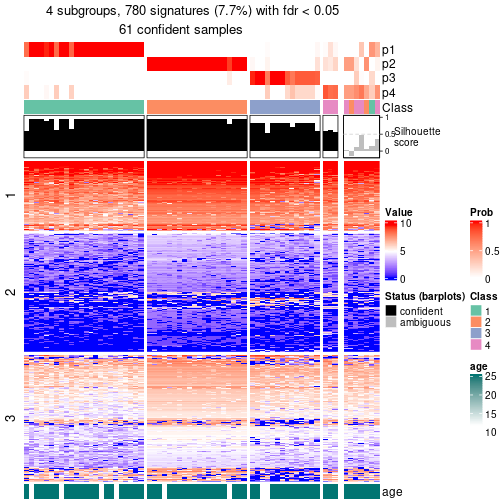 4 subgroups, 780 signatures (7.7%) with fdr < 0.05
61 confident samples
p1
p2
p3
p4
Class
1
0.5
0
Silhouette
score
1
2
3
age
Value
10
5
0
Prob
1
0.5
0
Status (barplots)
confident
ambiguous
Class
1
2
3
4
age
25
20
15
10